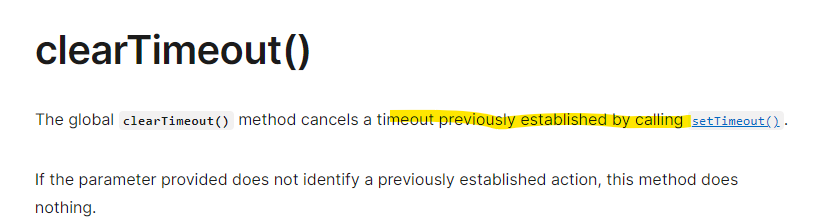 clearTimeout()
The global clearTimeout() method cancels a timeout previously established by calling setTimeout().
If the parameter provided does not identify a previously established action, this method does
nothing.